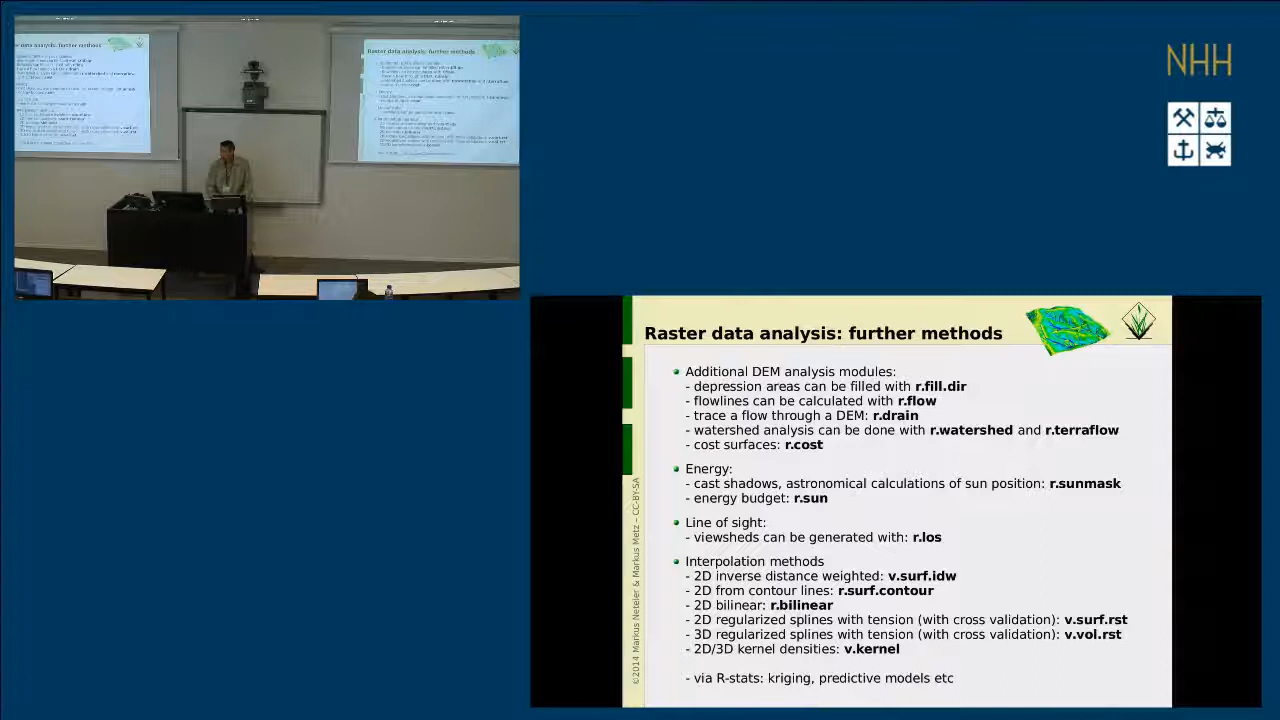 Raster data analysis: further methods
NHH
Raster data analysis: further methods
Additional DEM analysis modules:
- depression areas can be filled with r.fill.dir
- flowlines can be calculated with r.flow
- trace a flow through a DEM: r.drain
- watershed analysis can be done with r.watershed and r.terraflow
- cost surfaces: r.cost
Energy:
- cast shadows, astronomical calculations of sun position: r.sunmask
- energy budget: r.sun
Line of sight:
- viewsheds can be generated with: r.los
Interpolation methods
- 2D inverse distance weighted: v.surf.idw
- 2D from contour lines: r.surf.contour
- 2D bilinear: r.bilinear
- 2D regularized splines with tension (with cross validation): v.surf.rst
- 3D regularized splines with tension (with cross validation): v.vol.rst
- 2D/3D kernel densities: v.kernel
- via R-stats: kriging, predictive models etc
©2014 Markus Neteler & Markus Metz – CC-BY-SA